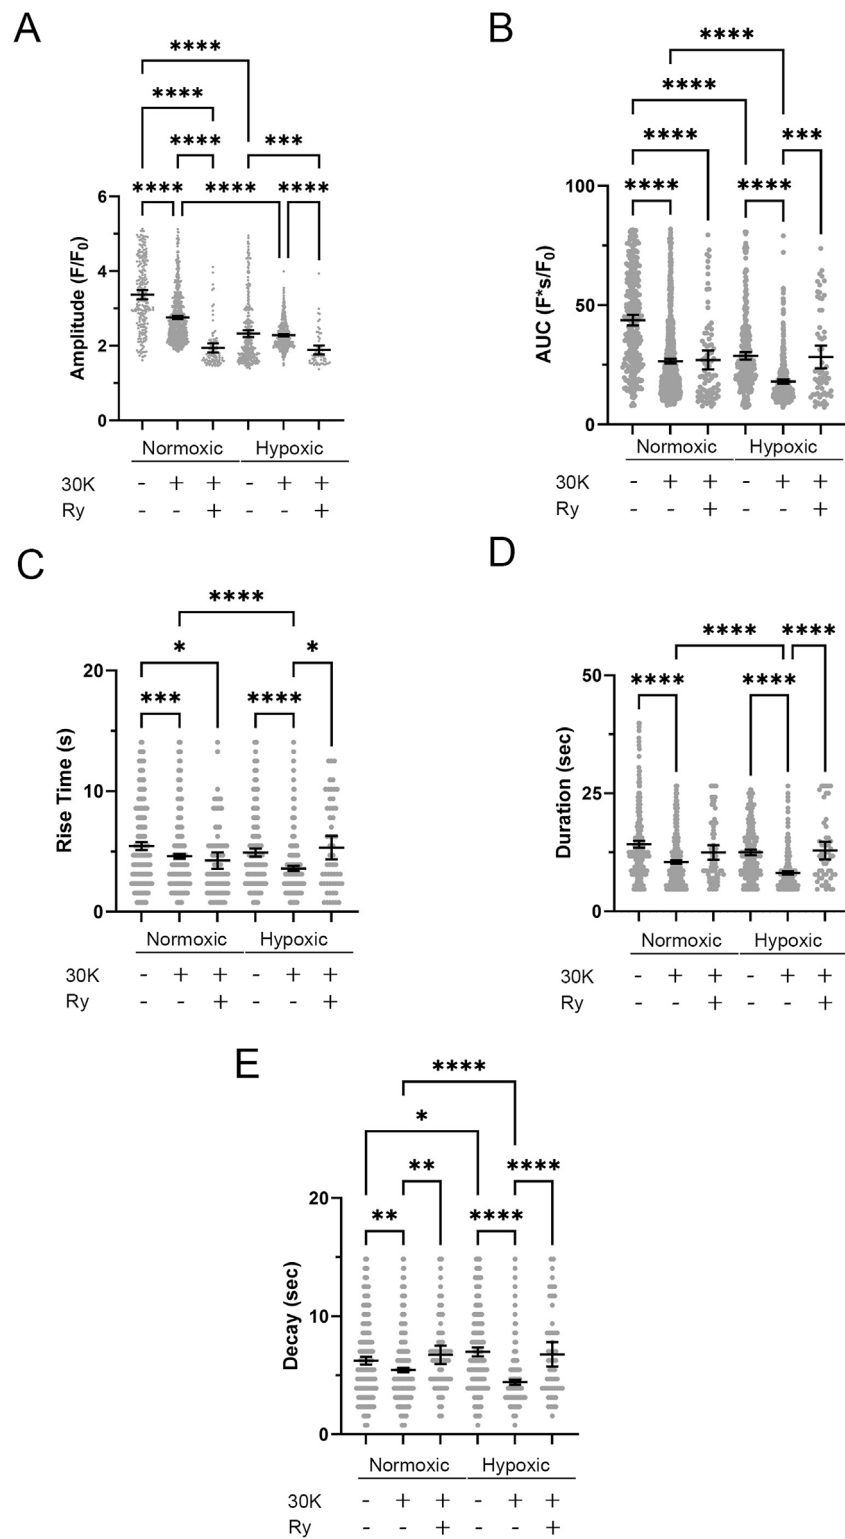 A
****
****
****
***
****
****
****
Amplitude (F/F0)
6
4
2
0
Normoxic
Hypoxic
30K
- + + - + +
Ry
- - + - - +
B
****
****
****
***
****
****
AUC (F*s/F0)
100
50
0
Normoxic
Hypoxic
30K
- + + - + +
Ry
- - + - - +
C
****
*
*
***
****
Rise Time (s)
20
10
0
Normoxic
Hypoxic
30K
- + + - + +
Ry
- - + - - +
D
****
****
****
****
Duration (sec)
50
25
0
Normoxic
Hypoxic
30K
- + + - + +
Ry
- - + - - +
E
****
*
**
****
**
****
Decay (sec)
20
10
0
Normoxic
Hypoxic
30K
- + + - + +
Ry
- - + - - +